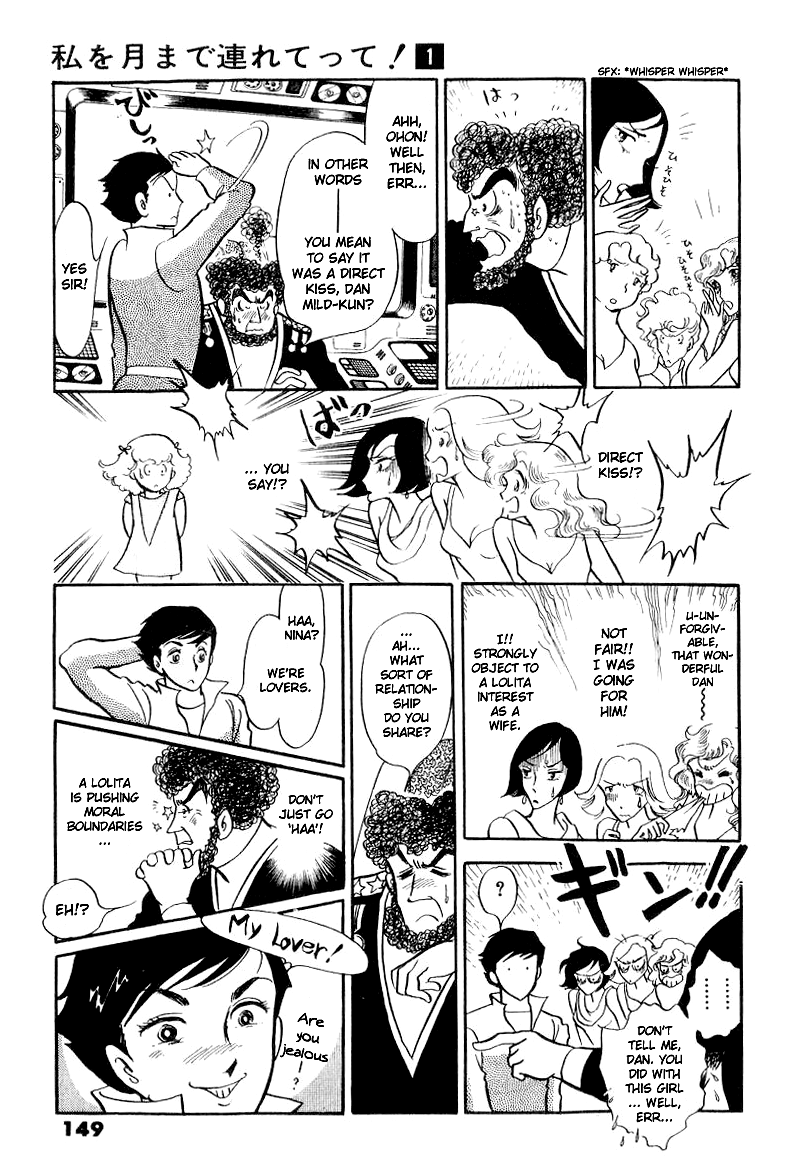 私を月まで連れてって! 1
SFX: *WHISPER WHISPER*
ひそひそ
ひそ
ひそひそ
はっ
AHH,
OHON!
WELL
THEN,
ERR...
IN OTHER
WORDS
YOU MEAN
TO SAY IT
WAS A DIRECT
KISS, DAN
MILD-KUN?
びしっ
YES
SIR!
DIRECT
KISS!?
ばっ
... YOU
SAY!?
U-UN-
FORGIV-
ABLE,
THAT WON-
DERFUL
DAN
NOT
FAIR!!
I WAS
GOING
FOR
HIM!
I!!
STRONGLY
OBJECT TO
A LOLITA
INTEREST
AS A
WIFE.
ギン!!
?
.......
DON'T
TELL ME,
DAN. YOU
DID WITH
THIS GIRL
... WELL,
ERR...
...
AH...
WHAT
SORT OF
RELATION-
SHIP
DO YOU
SHARE?
HAA,
NINA?
WE'RE
LOVERS.
DON'T
JUST GO
'HAA'!
A LOLITA
IS PUSHING
MORAL
BOUNDARIES
...
EH!?
My Lover!
Are
you
jealous
?
149